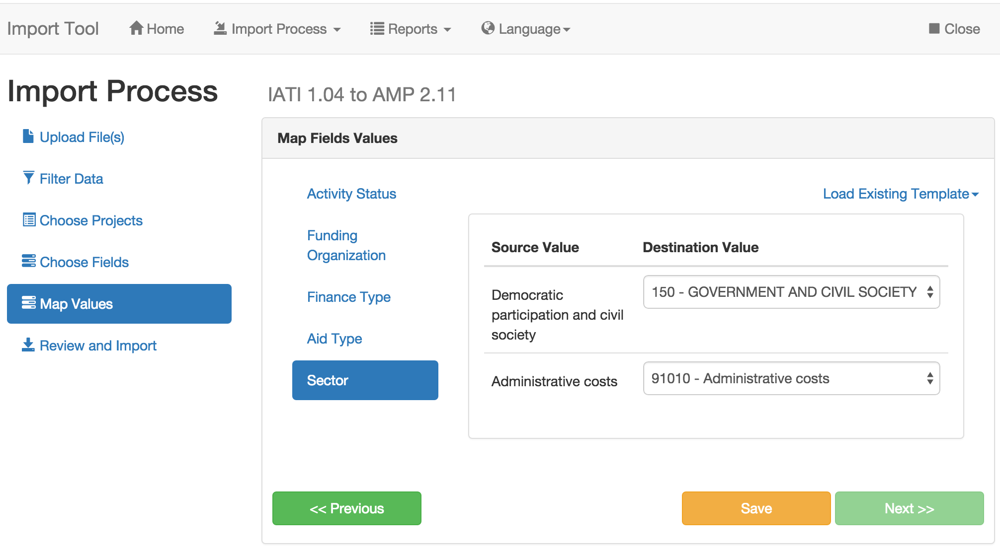 Import Tool
Home
Import Process
Reports
Language
Close
Import Process
IATI 1.04 to AMP 2.11
Upload File(s)
Filter Data
Choose Projects
Choose Fields
Map Values
Review and Import
Map Fields Values
Activity Status
Funding
Organization
Finance Type
Aid Type
Sector
Load Existing Template
Source Value
Destination Value
Democratic
participation and civil
society
150 - GOVERNMENT AND CIVIL SOCIETY
Administrative costs
91010 - Administrative costs
<< Previous
Save
Next >>